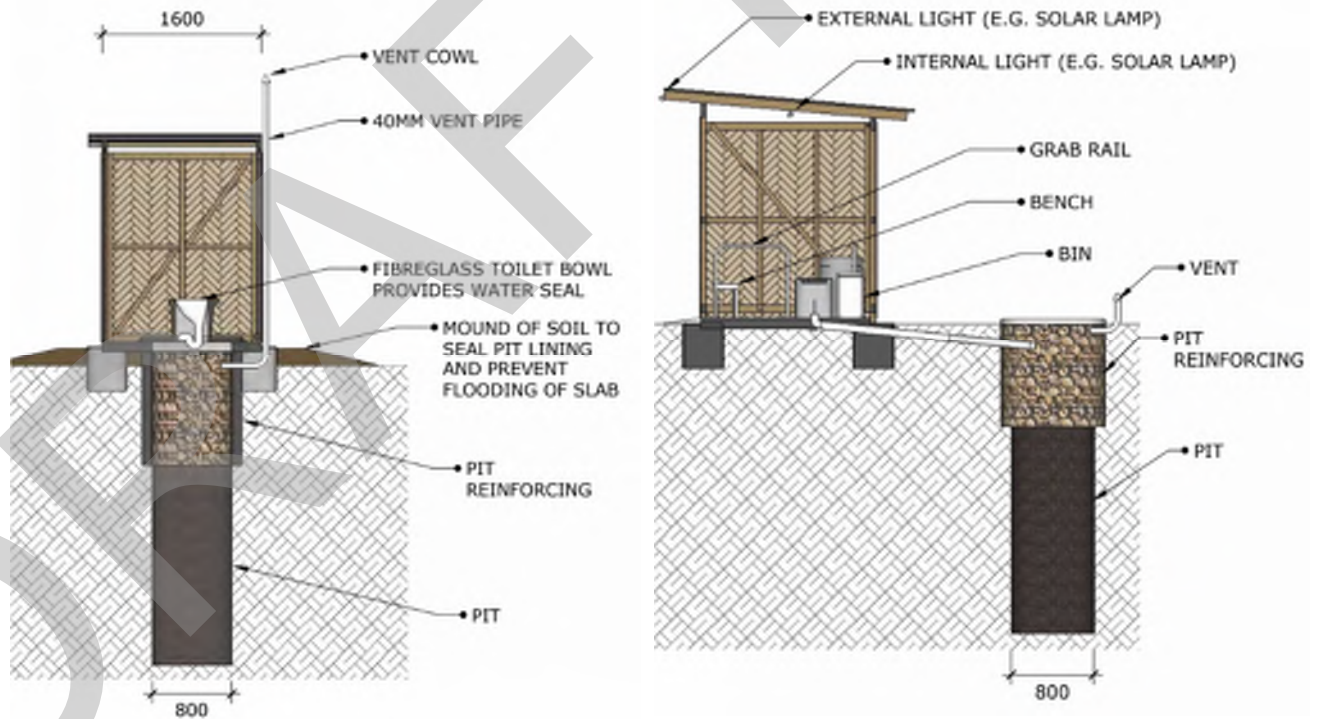 1600
VENT COWL
40MM VENT PIPE
FIBREGLASS TOILET BOWL
PROVIDES WATER SEAL
MOUND OF SOIL TO
SEAL PIT LINING
AND PREVENT
FLOODING OF SLAB
PIT
REINFORCING
PIT
800
EXTERNAL LIGHT (E.G. SOLAR LAMP)
INTERNAL LIGHT (E.G. SOLAR LAMP)
GRAB RAIL
BENCH
BIN
VENT
PIT
REINFORCING
PIT
800
DRAFT